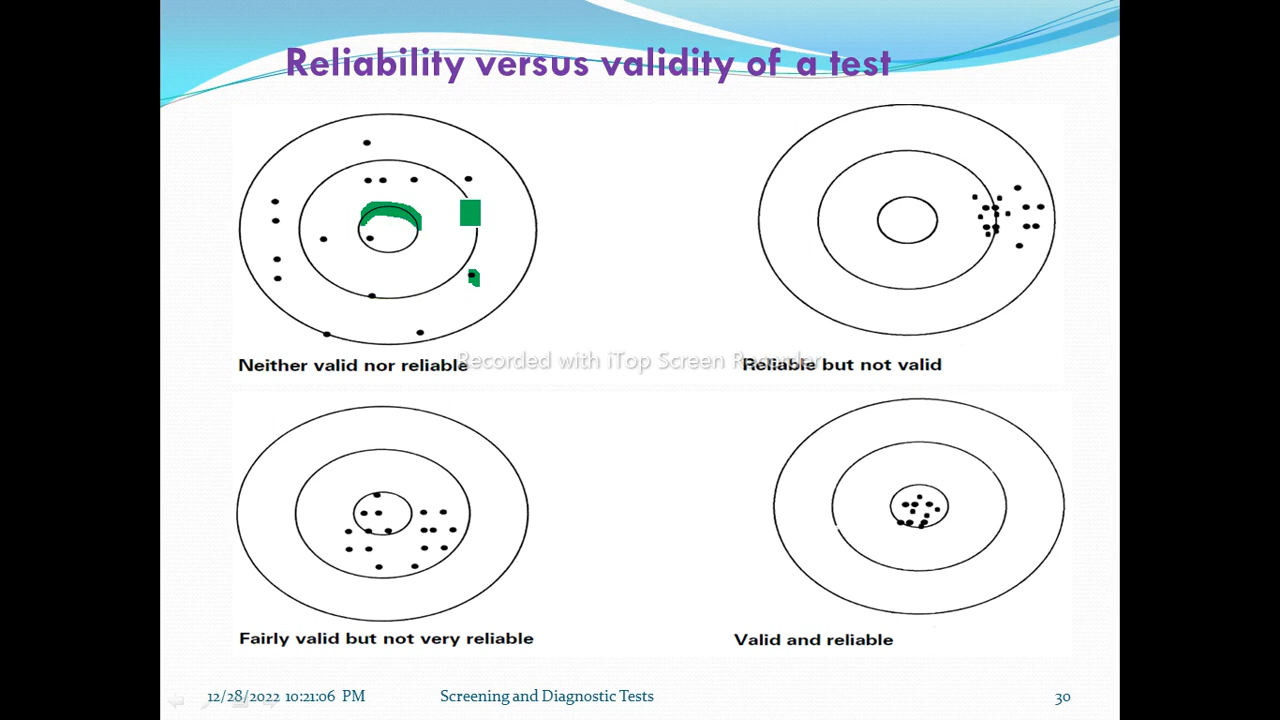 Reliability versus validity of a test
Neither valid nor reliable
Recorded with iTop Screen Recorder
Reliable but not valid
Fairly valid but not very reliable
Valid and reliable
12/28/2022 10:21:06 PM
Screening and Diagnostic Tests
30